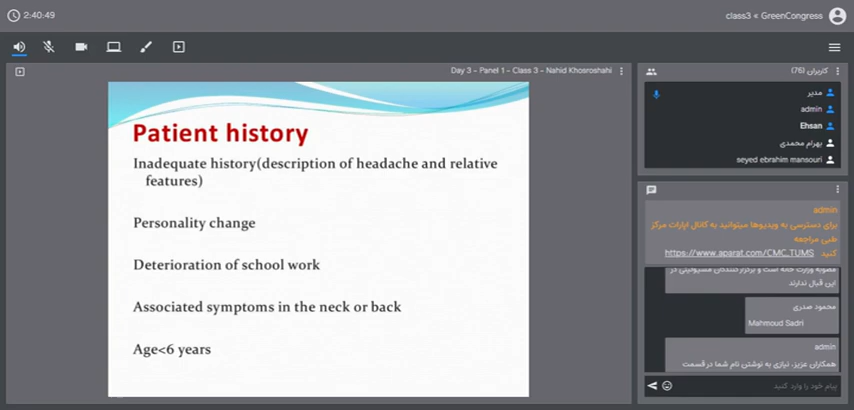 2:40:49
class3 < GreenCongress
Day 3 - Panel 1 - Class 3 - Nahid Khosroshahi
Patient history
Inadequate history(description of headache and relative
features)
Personality change
Deterioration of school work
Associated symptoms in the neck or back
Age<6 years
کاربران (76)
مدیر
admin
Ehsan
بهرام محمدی
seyed ebrahim mansouri
admin
برای دسترسی به ویدیوها میتوانید به کانال اپارات مرکز
طبی مراجعه
کنید https://www.aparat.com/CMC_TUMS
مصوبه وزارت خانه است و برگزار کنندگان مسیولیتی در
این قبال ندارند
محمود صدری
Mahmoud Sadri
admin
همکاران عزیز، نیازی به نوشتن نام شما در قسمت
پیام خود را وارد کنید